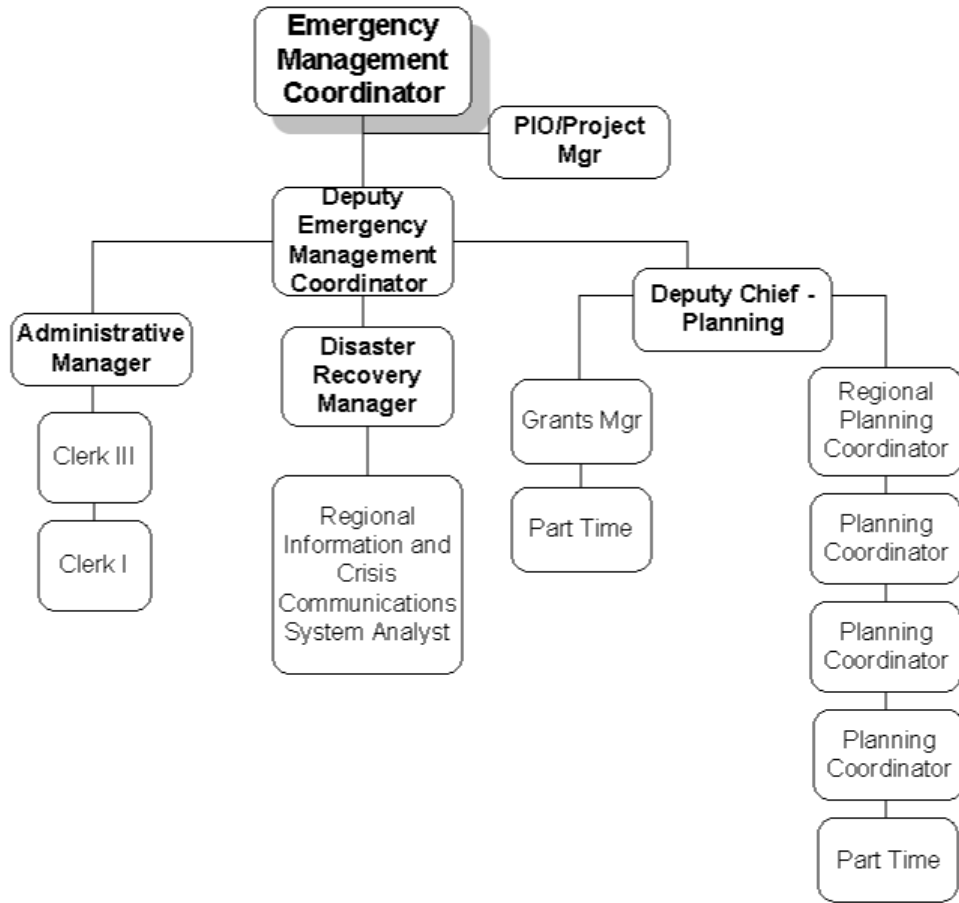 Emergency
Management
Coordinator
PIO/Project
Mgr
Deputy
Emergency
Management
Coordinator
Deputy Chief -
Planning
Administrative
Manager
Disaster
Recovery
Manager
Grants Mgr
Regional
Planning
Coordinator
Clerk III
Part Time
Planning
Coordinator
Clerk I
Regional
Information and
Crisis
Communications
System Analyst
Planning
Coordinator
Planning
Coordinator
Part Time